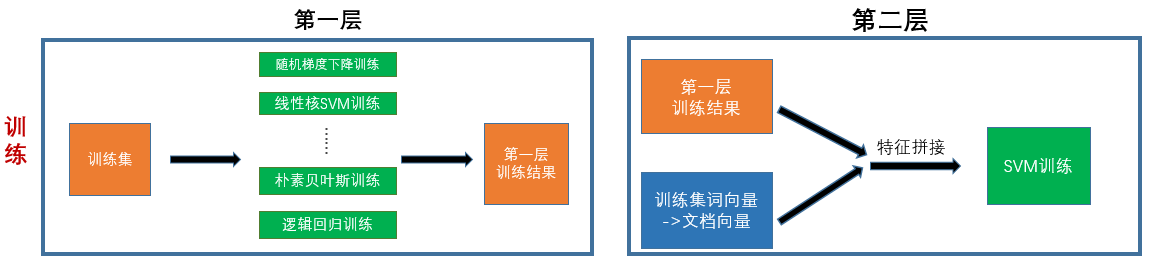 第一层
第二层
训
练
训练集
随机梯度下降训练
线性核SVM训练
......
朴素贝叶斯训练
逻辑回归训练
第一层
训练结果
第一层
训练结果
训练集词向量
->文档向量
特征拼接
SVM训练